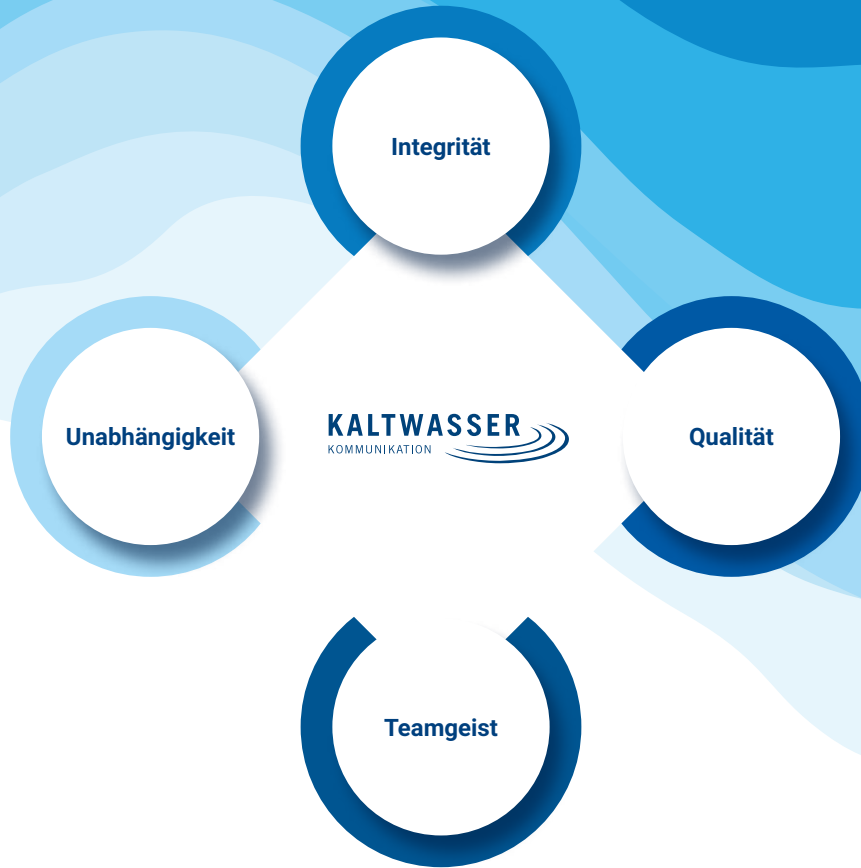 Integrität
Unabhängigkeit
KALTWASSER
KOMMUNIKATION
Qualität
Teamgeist